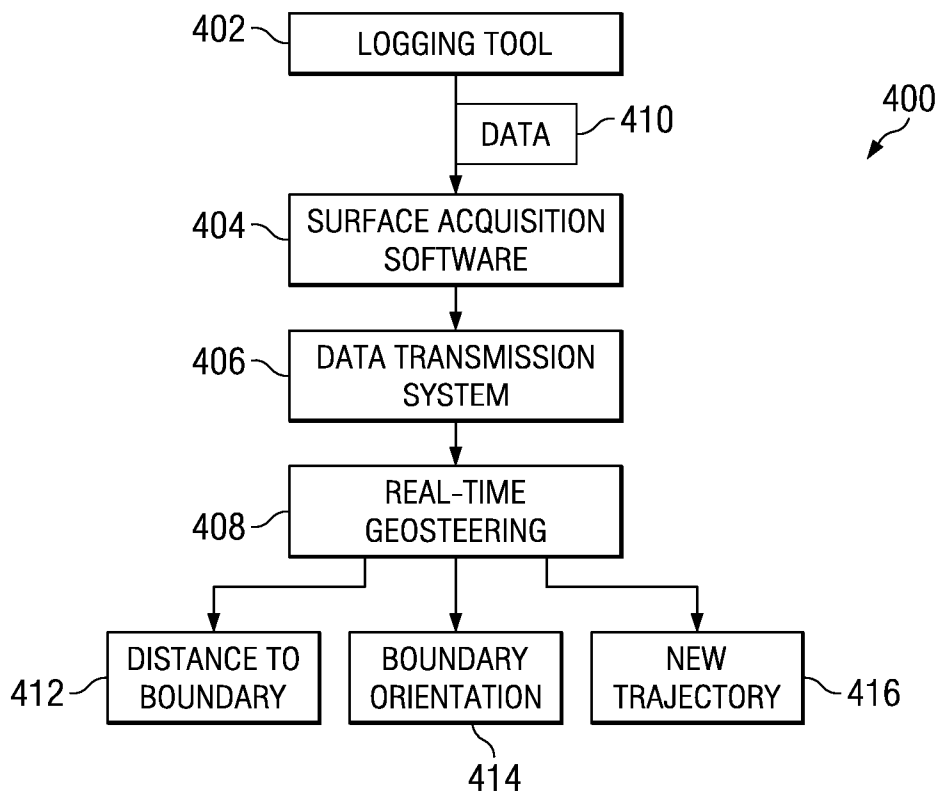 402
LOGGING TOOL
DATA
410
400
404
SURFACE ACQUISITION
SOFTWARE
406
DATA TRANSMISSION
SYSTEM
408
REAL-TIME
GEOSTEERING
412
DISTANCE TO
BOUNDARY
BOUNDARY
ORIENTATION
414
NEW
TRAJECTORY
416